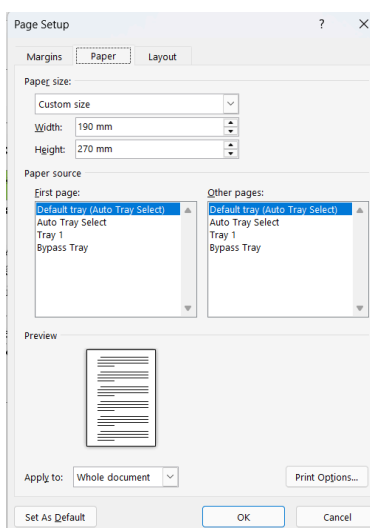 Page Setup ? X
Margins Paper Layout
Paper size:
Custom size
Width: 190 mm
Height: 270 mm
Paper source
First page: Other pages:
Default tray (Auto Tray Select) Default tray (Auto Tray Select)
Auto Tray Select Auto Tray Select
Tray 1 Tray 1
Bypass Tray Bypass Tray
Preview
Apply to: Whole document Print Options...
Set As Default OK Cancel